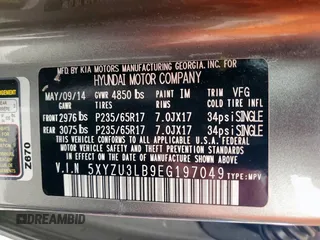 MFD. BY KIA MOTORS MANUFACTURING GEORGIA, INC. FOR
HYUNDAI MOTOR COMPANY
MAY/09/14 GVWR 4850 lbs PAINT IM TRIM VFG
GAWR TIRES RIMS COLD
FRONT 2976 lbs P235/65R17 7.0JX17 34psi SINGLE
REAR 3075 lbs P235/65R17 7.0JX17 34psi SINGLE
THIS VEHICLE CONFORMS TO ALL APPLICABLE
U.S. FEDERAL MOTOR VEHICLE SAFETY AND
THEFT PREVENTION STANDARDS IN EFFECT ON
THE DATE OF MANUFACTURE SHOWN ABOVE.
V.I.N 5XYZU3LB9EG197049 TYPE: MPV
Z670
DREAMBID